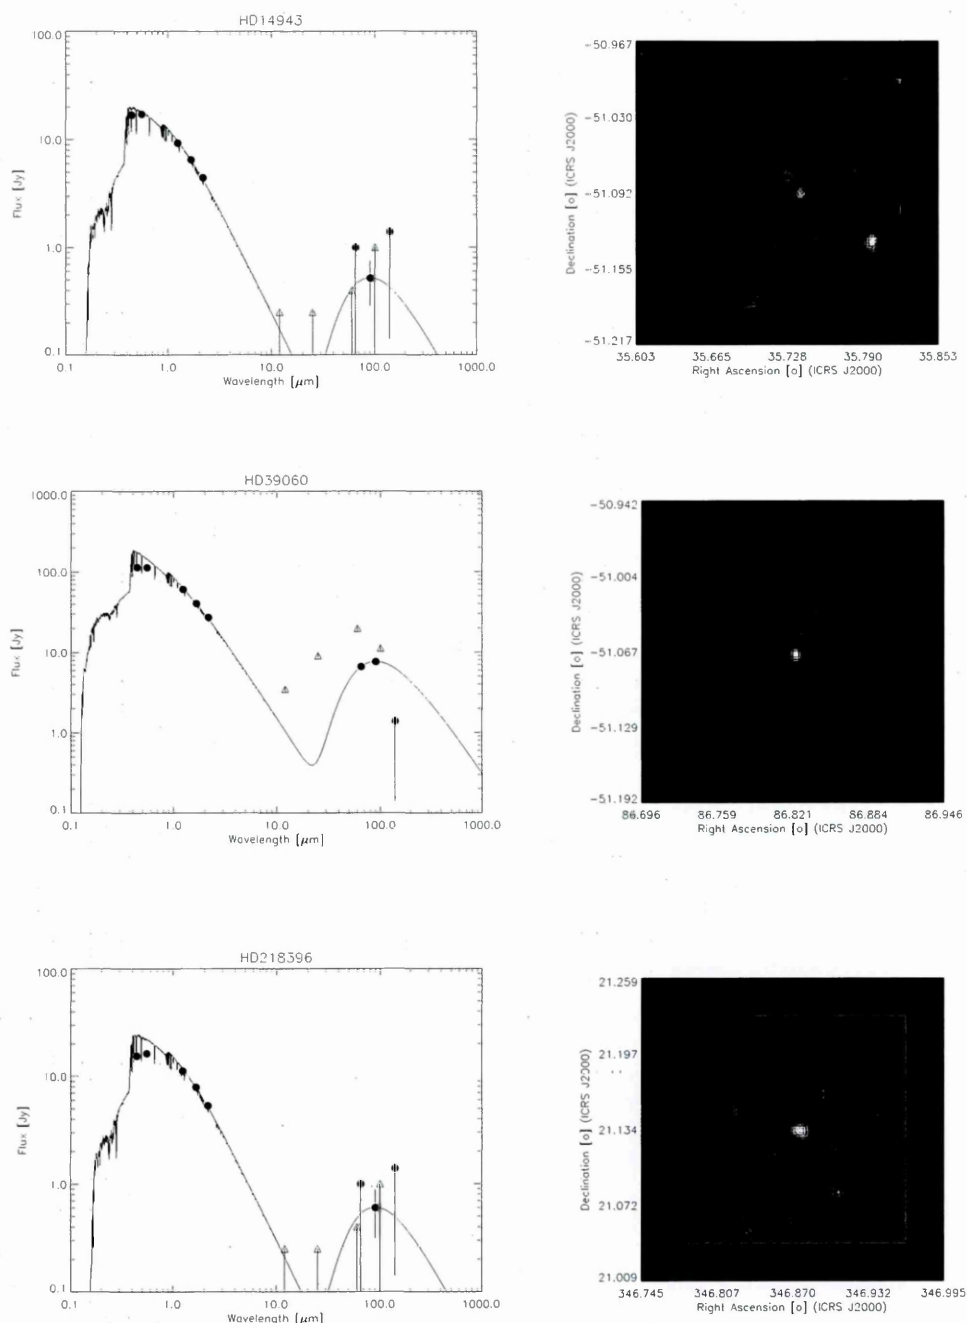 HD14943
100.0
10.0
1.0
0.1
Flux [Jy]
0.1 1.0 10.0 100.0 1000.0
Wavelength [μm]
-50.967
-51.030
-51.092
-51.155
-51.217
Declination [o] (ICRS J2000)
35.603 35.665 35.728 35.790 35.853
Right Ascension [o] (ICRS J2000)
HD39060
1000.0
100.0
10.0
1.0
0.1
Flux [Jy]
0.1 1.0 10.0 100.0 1000.0
Wavelength [μm]
-50.942
-51.004
-51.067
-51.129
-51.192
Declination [o] (ICRS J2000)
86.696 86.759 86.821 86.884 86.946
Right Ascension [o] (ICRS J2000)
HD218396
100.0
10.0
1.0
0.1
Flux [Jy]
0.1 1.0 10.0 100.0 1000.0
Wavelength [μm]
21.259
21.197
21.134
21.072
21.009
Declination [o] (ICRS J2000)
346.745 346.807 346.870 346.932 346.995
Right Ascension [o] (ICRS J2000)